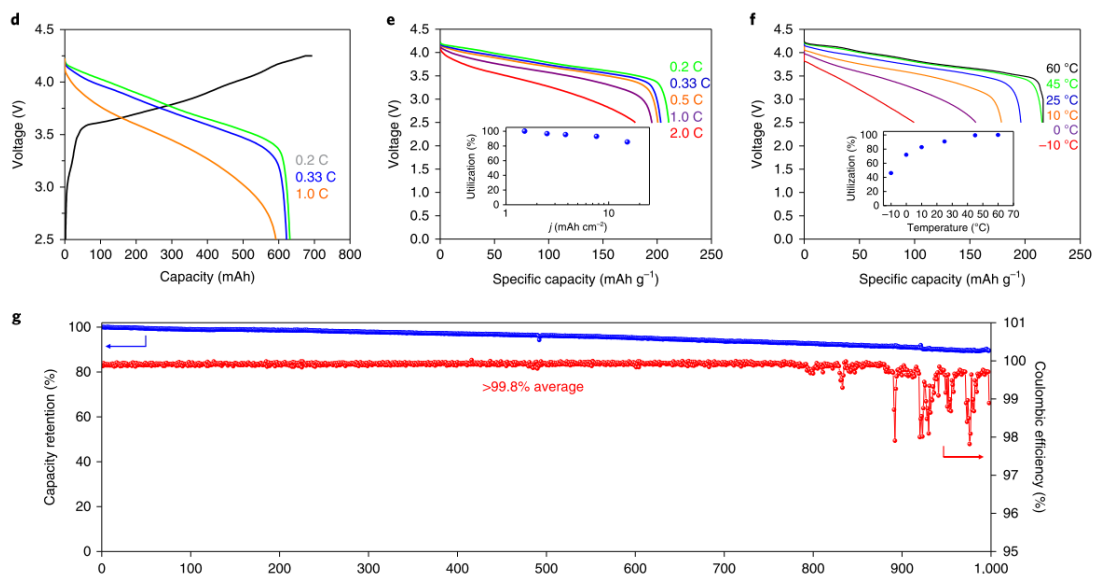 d
4.5
4.0
3.5
3.0
2.5
Voltage (V)
0.2 C
0.33 C
1.0 C
0 100 200 300 400 500 600 700 800
Capacity (mAh)
e
4.5
4.0
3.5
3.0
2.5
2.0
1.5
1.0
0.5
0.0
Voltage (V)
0.2 C
0.33 C
0.5 C
1.0 C
2.0 C
100
80
60
40
20
0
Utilization (%)
1 10
j (mAh cm⁻²)
0 50 100 150 200 250
Specific capacity (mAh g⁻¹)
f
4.5
4.0
3.5
3.0
2.5
2.0
1.5
1.0
0.5
0.0
Voltage (V)
60 °C
45 °C
25 °C
10 °C
0 °C
−10 °C
100
80
60
40
20
0
Utilization (%)
−10 0 10 20 30 40 50 60 70
Temperature (°C)
0 50 100 150 200 250
Specific capacity (mAh g⁻¹)
g
100
80
60
40
20
0
Capacity retention (%)
>99.8% average
101
100
99
98
97
96
95
Coulombic efficiency (%)
0 100 200 300 400 500 600 700 800 900 1,000